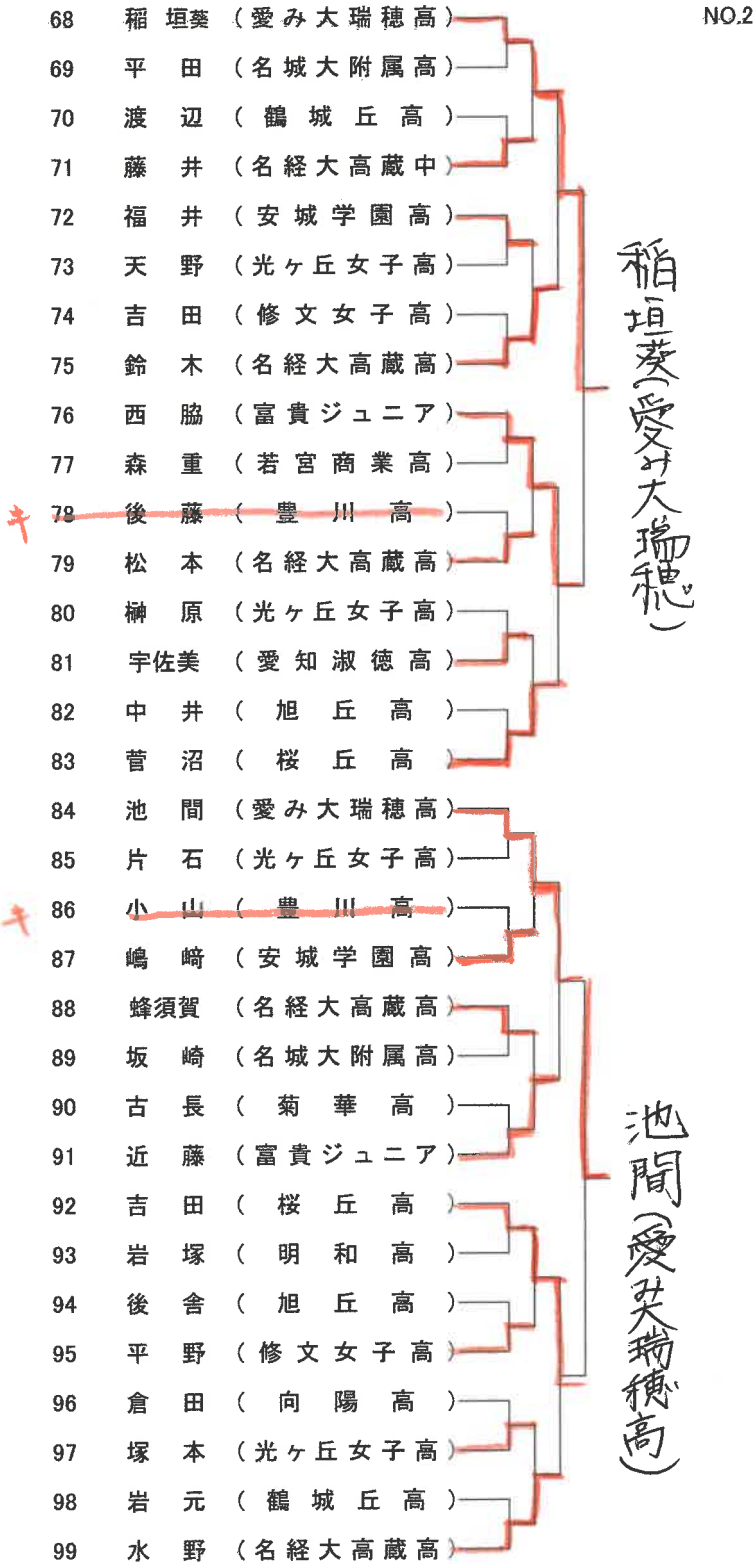 NO.2
68 稲 垣葵 (愛み大瑞穂高)
69 平 田 (名城大附属高)
70 渡 辺 (鶴城丘高)
71 藤 井 (名経大高蔵中)
72 福 井 (安城学園高)
73 天 野 (光ヶ丘女子高)
74 吉 田 (修文女子高)
75 鈴 木 (名経大高蔵高)
76 西 脇 (富貴ジュニア)
77 森 重 (若宮商業高)
キ 78 後 藤 (豊川高)
79 松 本 (名経大高蔵高)
80 榊 原 (光ヶ丘女子高)
81 宇佐美 (愛知淑徳高)
82 中 井 (旭丘高)
83 菅 沼 (桜丘高)
稲垣葵(愛み大瑞穂)
84 池 間 (愛み大瑞穂高)
85 片 石 (光ヶ丘女子高)
キ 86 小 山 (豊川高)
87 嶋 﨑 (安城学園高)
88 蜂須賀 (名経大高蔵高)
89 坂 崎 (名城大附属高)
90 古 長 (菊華高)
91 近 藤 (富貴ジュニア)
92 吉 田 (桜丘高)
93 岩 塚 (明和高)
94 後 舎 (旭丘高)
95 平 野 (修文女子高)
96 倉 田 (向陽高)
97 塚 本 (光ヶ丘女子高)
98 岩 元 (鶴城丘高)
99 水 野 (名経大高蔵高)
池間(愛み大瑞穂高)